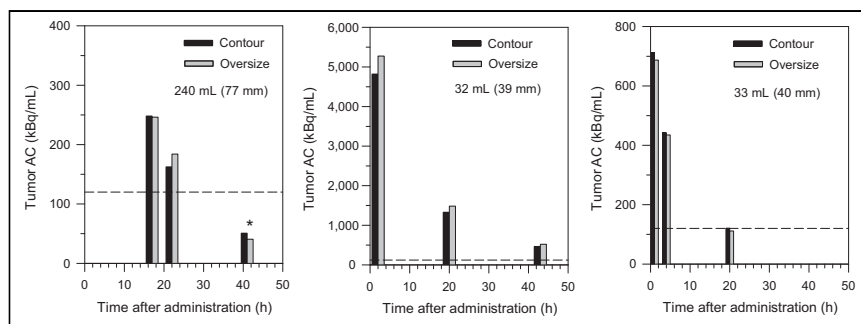 Tumor AC (kBq/mL)
400
300
200
100
0
Contour
Oversize
240 mL (77 mm)
*
0 10 20 30 40 50
Time after administration (h)
Tumor AC (kBq/mL)
6,000
5,000
4,000
3,000
2,000
1,000
0
Contour
Oversize
32 mL (39 mm)
0 10 20 30 40 50
Time after administration (h)
Tumor AC (kBq/mL)
800
600
400
200
0
Contour
Oversize
33 mL (40 mm)
0 10 20 30 40 50
Time after administration (h)